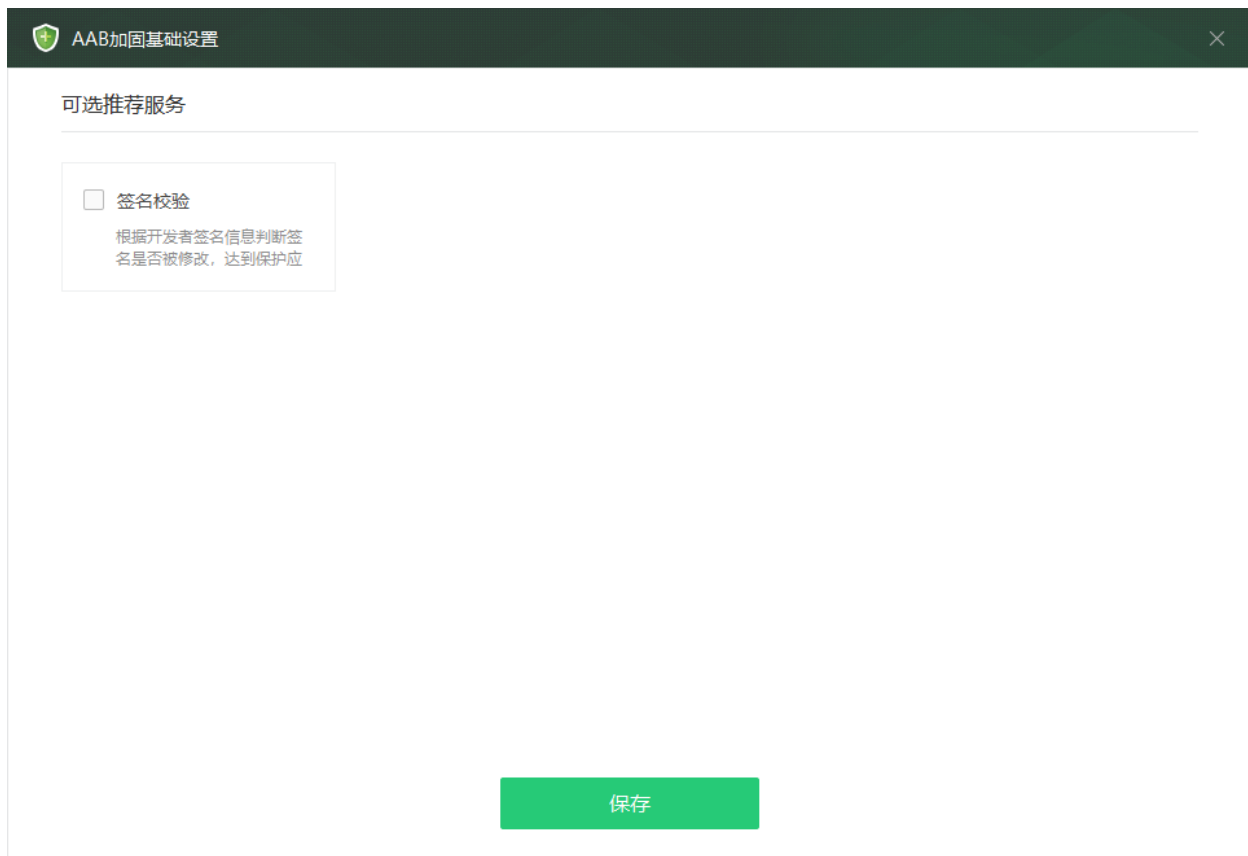 AAB加固基础设置
可选推荐服务
签名校验
根据开发者签名信息判断签
名是否被修改，达到保护应
保存